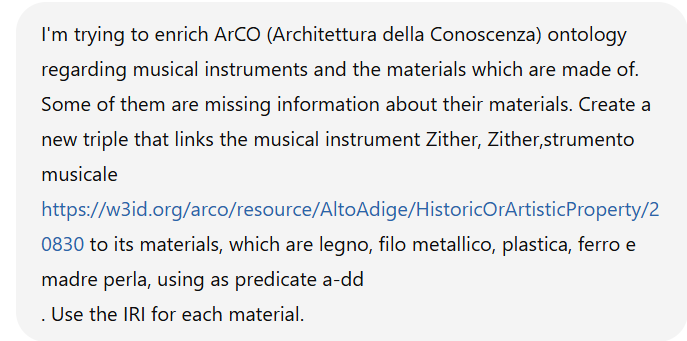 I'm trying to enrich ArCO (Architettura della Conoscenza) ontology
regarding musical instruments and the materials which are made of.
Some of them are missing information about their materials. Create a
new triple that links the musical instrument Zither, Zither,strumento
musicale
https://w3id.org/arco/resource/AltoAdige/HistoricOrArtisticProperty/2
0830 to its materials, which are legno, filo metallico, plastica, ferro e
madre perla, using as predicate a-dd
. Use the IRI for each material.